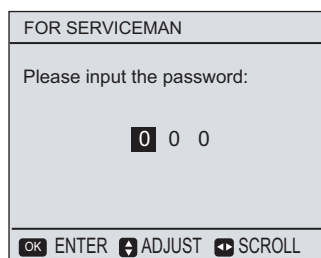 FOR SERVICEMAN
Please input the password:
0 0 0
OK ENTER ADJUST SCROLL